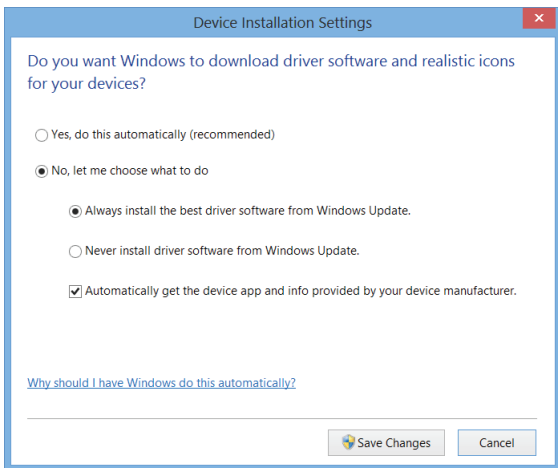 Device Installation Settings
Do you want Windows to download driver software and realistic icons
for your devices?
Yes, do this automatically (recommended)
No, let me choose what to do
Always install the best driver software from Windows Update.
Never install driver software from Windows Update.
Automatically get the device app and info provided by your device manufacturer.
Why should I have Windows do this automatically?
Save Changes Cancel